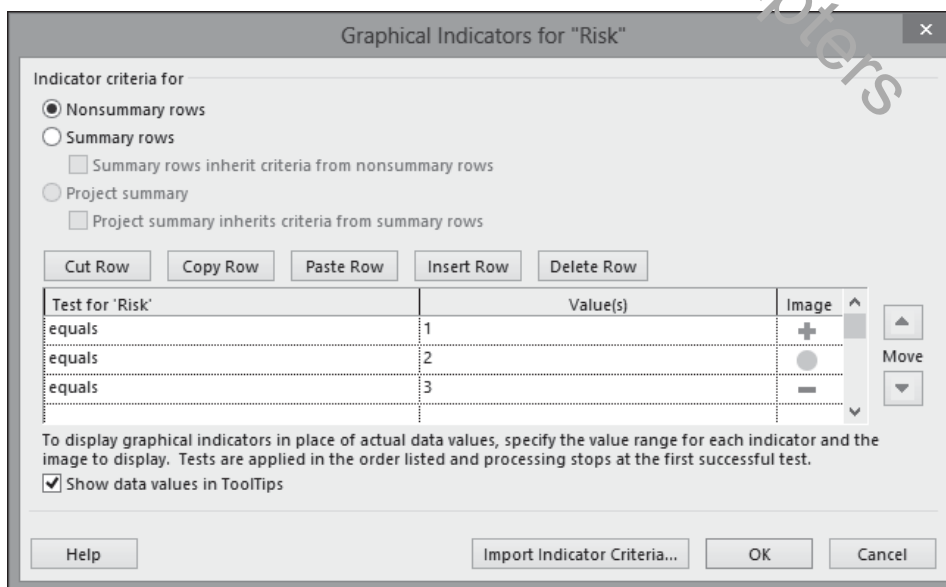 Graphical Indicators for "Risk"
Indicator criteria for
Nonsummary rows
Summary rows
Summary rows inherit criteria from nonsummary rows
Project summary
Project summary inherits criteria from summary rows
Cut Row Copy Row Paste Row Insert Row Delete Row
Test for 'Risk' Value(s) Image
equals 1
equals 2
Move
equals 3
To display graphical indicators in place of actual data values, specify the value range for each indicator and the
image to display. Tests are applied in the order listed and processing stops at the first successful test.
Show data values in ToolTips
Help Import Indicator Criteria... OK Cancel